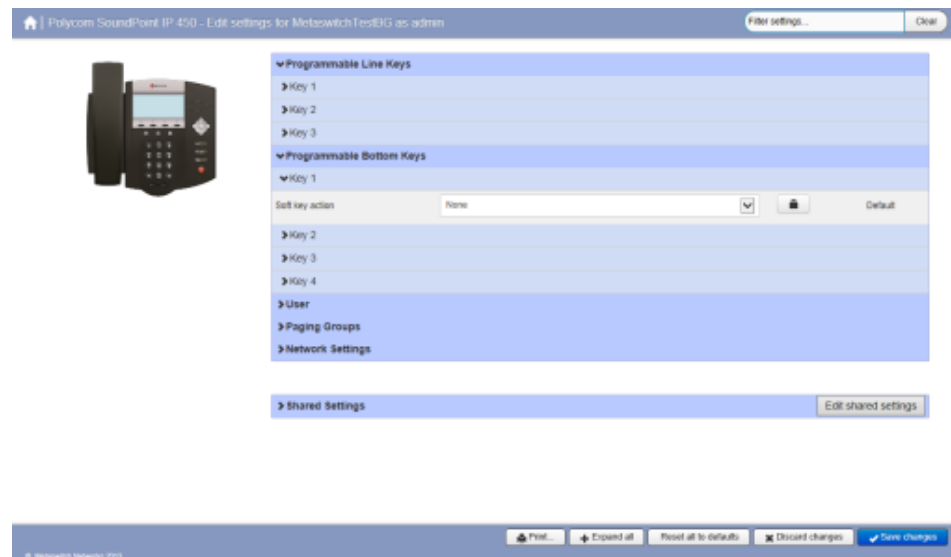 Polycom SoundPoint IP 450 - Edit settings for MetaswitchTestBG as admin
Filter settings...
Clear
Programmable Line Keys
Key 1
Key 2
Key 3
Programmable Bottom Keys
Key 1
Soft key action None Default
Key 2
Key 3
Key 4
User
Paging Groups
Network Settings
Shared Settings
Edit shared settings
Print... Expand all Reset all to defaults Discard changes Save changes
© Metaswitch Networks